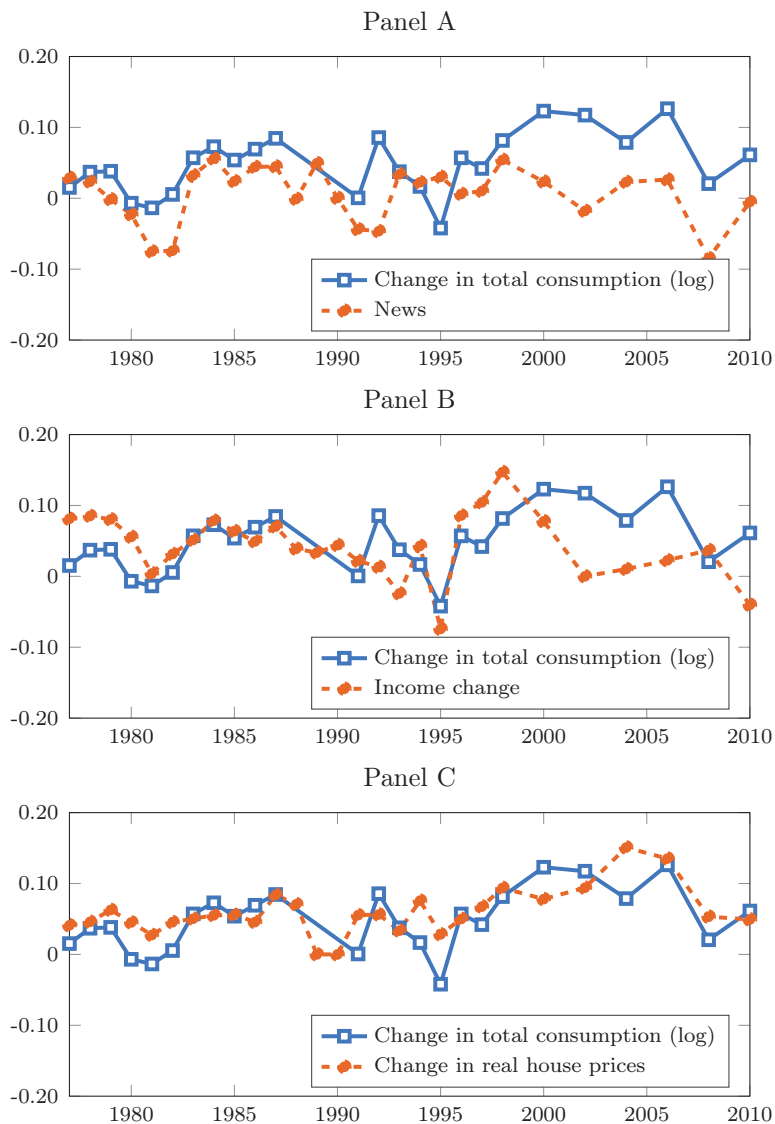 Panel A
0.20
0.10
0
-0.10
-0.20
Change in total consumption (log)
News
1980 1985 1990 1995 2000 2005 2010
Panel B
0.20
0.10
0
-0.10
-0.20
Change in total consumption (log)
Income change
1980 1985 1990 1995 2000 2005 2010
Panel C
0.20
0.10
0
-0.10
-0.20
Change in total consumption (log)
Change in real house prices
1980 1985 1990 1995 2000 2005 2010